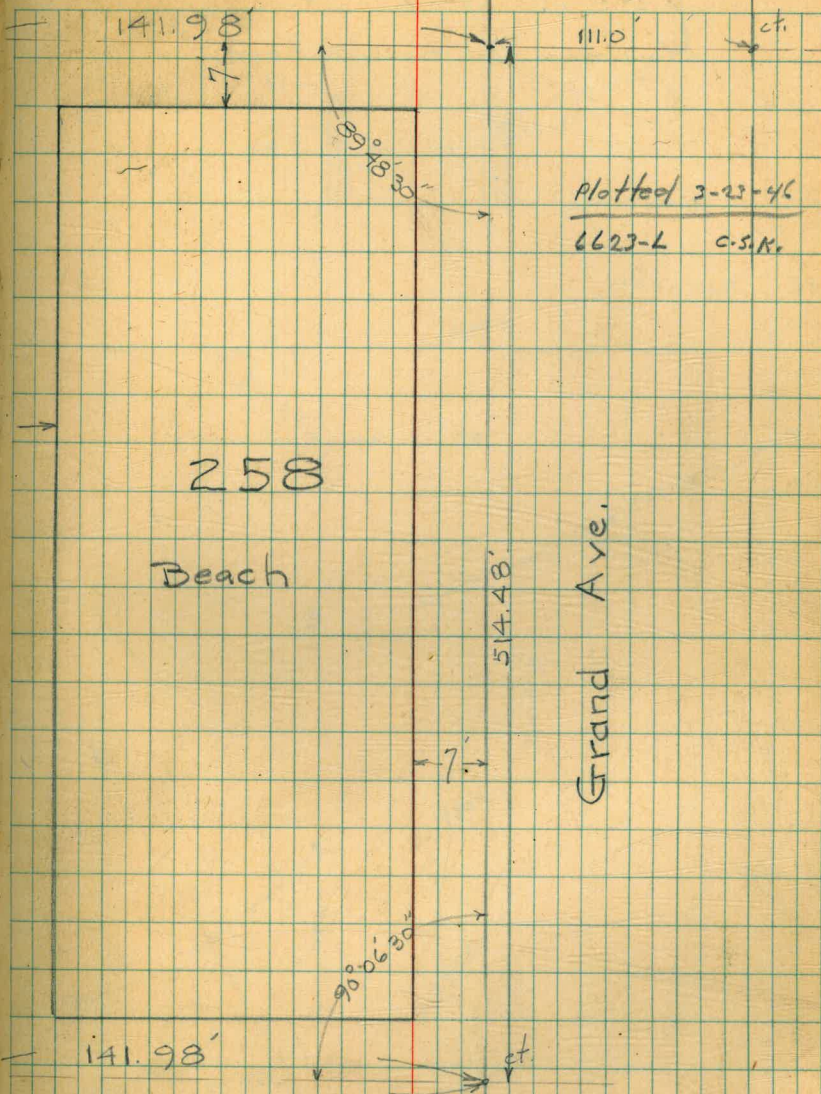 141.98'
111.0'
ct.
7'
89°48'30"
Plotted 3-23-46
6623-L C.S.K.
258
Beach
514.48'
Grand Ave.
7'
90°06'30"
141.98'
ct.